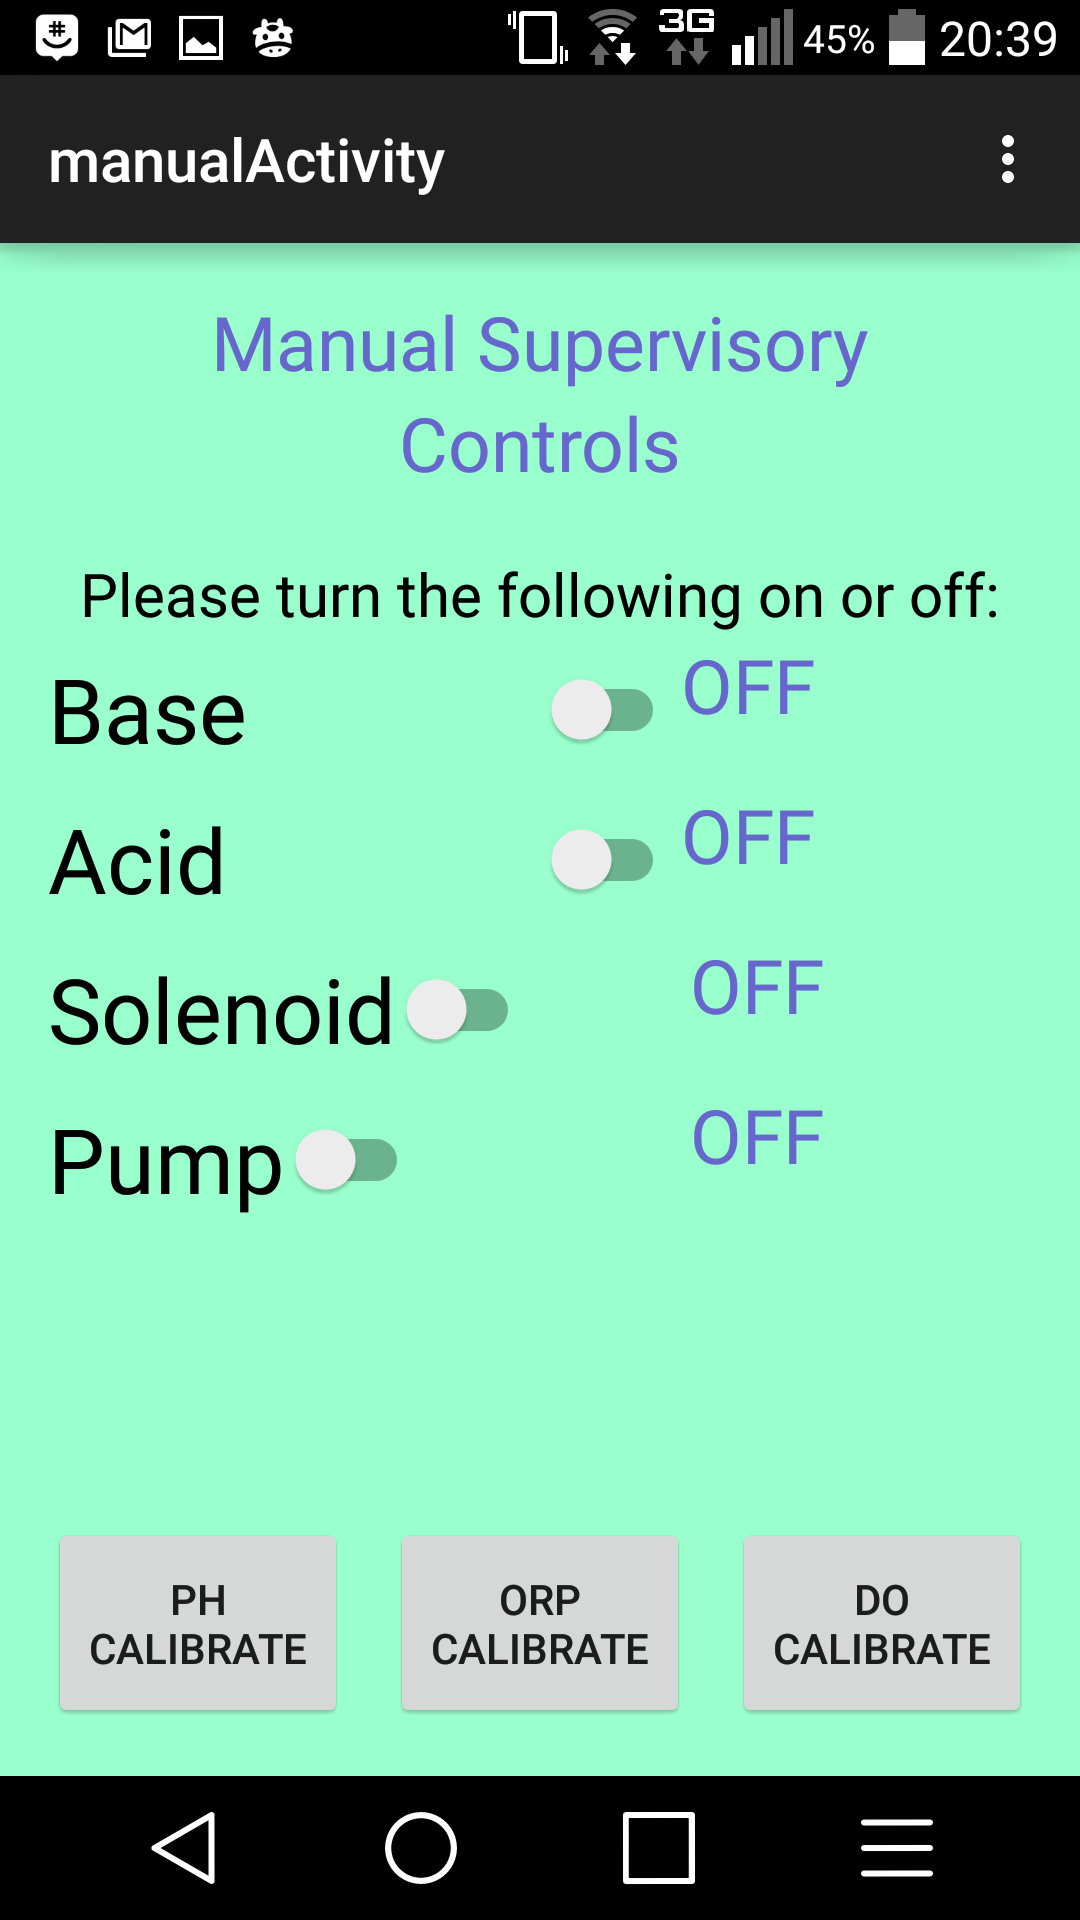 3G 45% 20:39
manualActivity
Manual Supervisory
Controls
Please turn the following on or off:
Base OFF
Acid OFF
Solenoid OFF
Pump OFF
PH
CALIBRATE
ORP
CALIBRATE
DO
CALIBRATE